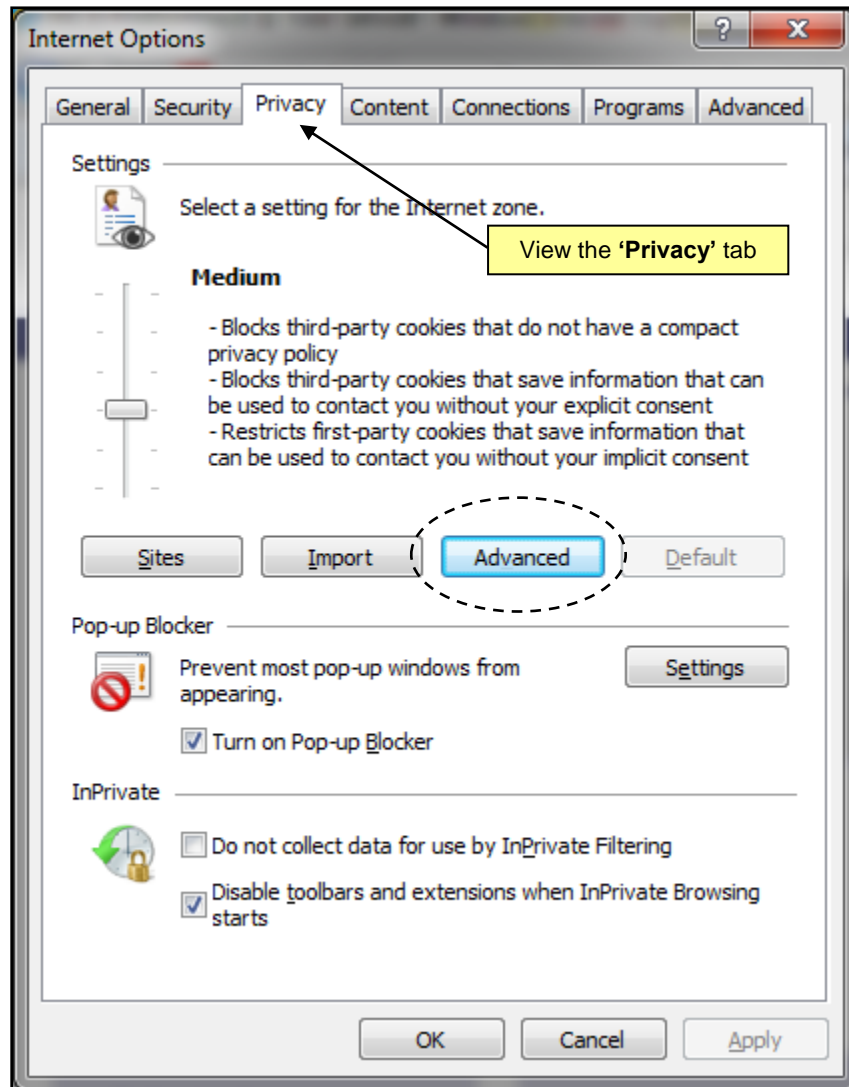 Internet Options
?
X
General Security Privacy Content Connections Programs Advanced
Settings
Select a setting for the Internet zone.
View the ‘Privacy’ tab
Medium
- Blocks third-party cookies that do not have a compact
privacy policy
- Blocks third-party cookies that save information that can
be used to contact you without your explicit consent
- Restricts first-party cookies that save information that
can be used to contact you without your implicit consent
Sites Import Advanced Default
Pop-up Blocker
Prevent most pop-up windows from
appearing.
Settings
Turn on Pop-up Blocker
InPrivate
Do not collect data for use by InPrivate Filtering
Disable toolbars and extensions when InPrivate Browsing
starts
OK Cancel Apply